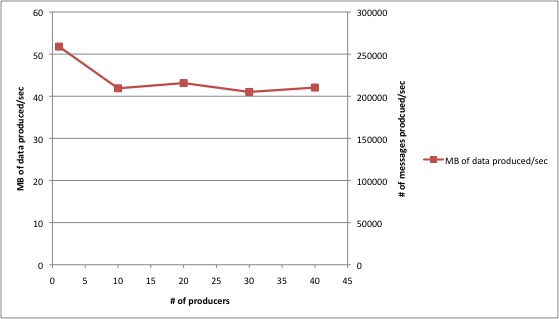 60
50
40
30
20
10
0
MB of data produced/sec
300000
250000
200000
150000
100000
50000
0
# of messages prodcued/sec
0 5 10 15 20 25 30 35 40 45
# of producers
MB of data produced/sec